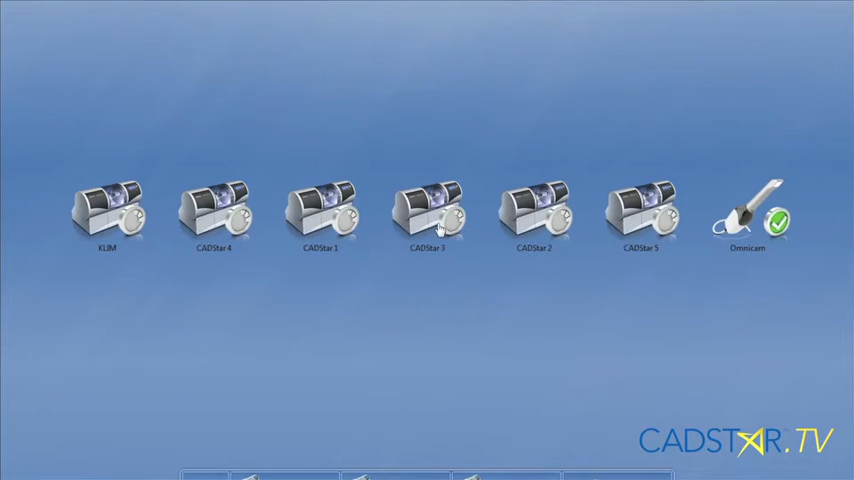 KLIM
CADStar 4
CADStar 1
CADStar 3
CADStar 2
CADStar 5
Omnicam
CADSTAR.TV